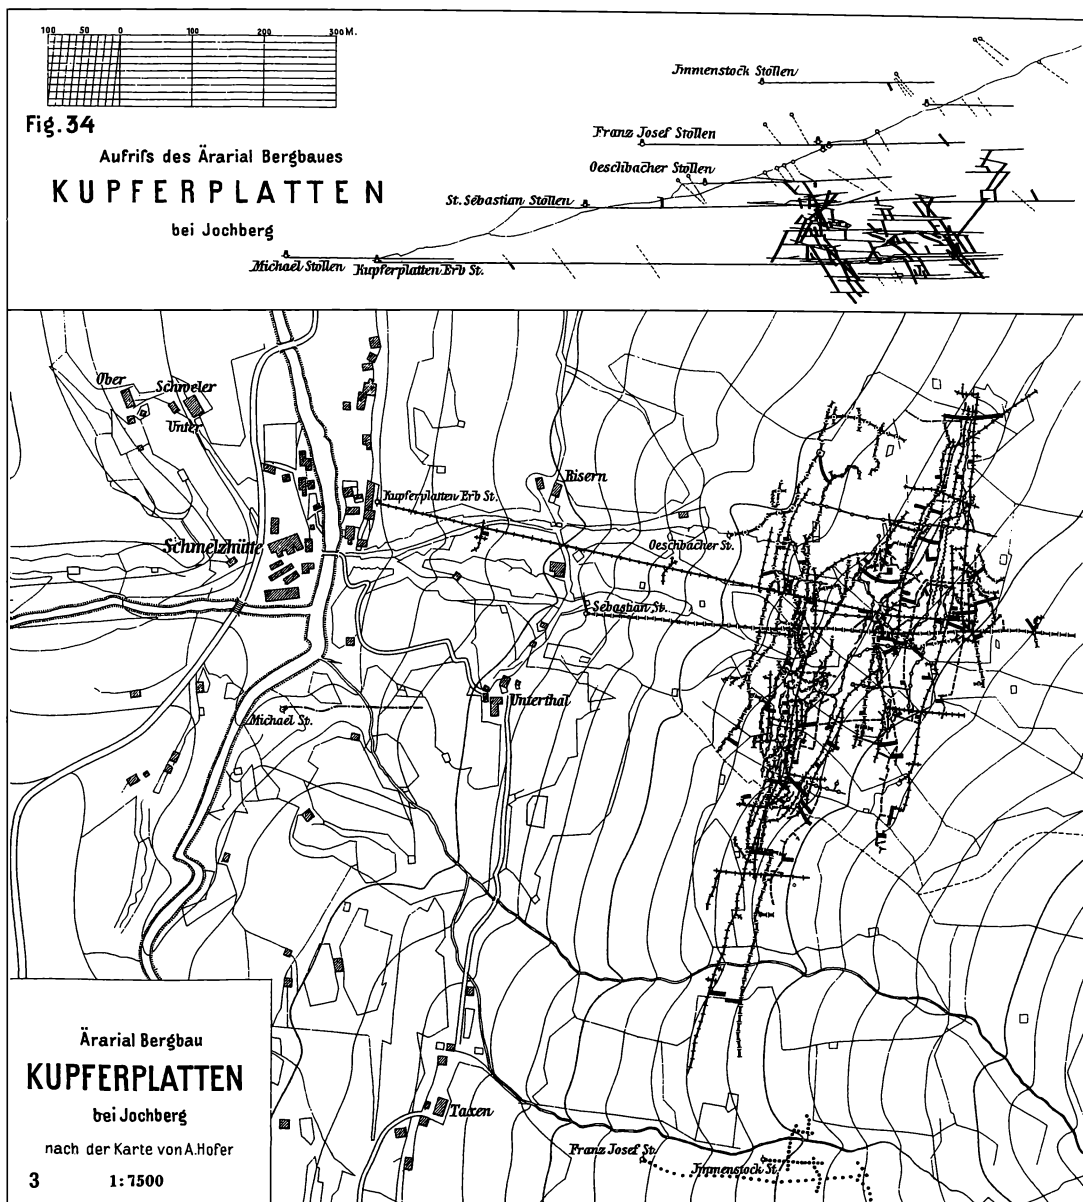 100 50 0 100 200 300 M.
Fig. 34
Aufriſs des Ärarial Bergbaues
KUPFERPLATTEN
bei Jochberg
Jmmenstock Stollen
Franz Josef Stollen
Oeschbacher Stollen
St. Sebastian Stollen
Michael Stollen
Kupferplatten Erb St.
Ober
Schroeler
Unter
Risern
Kupferplatten Erb St.
Schmelzhütte
Oeschbacher St.
Sebastian St.
Unterthal
Michael St.
Taxen
Franz Josef St.
Jmmenstock St.
Ärarial Bergbau
KUPFERPLATTEN
bei Jochberg
nach der Karte von A. Hofer
3
1:7500